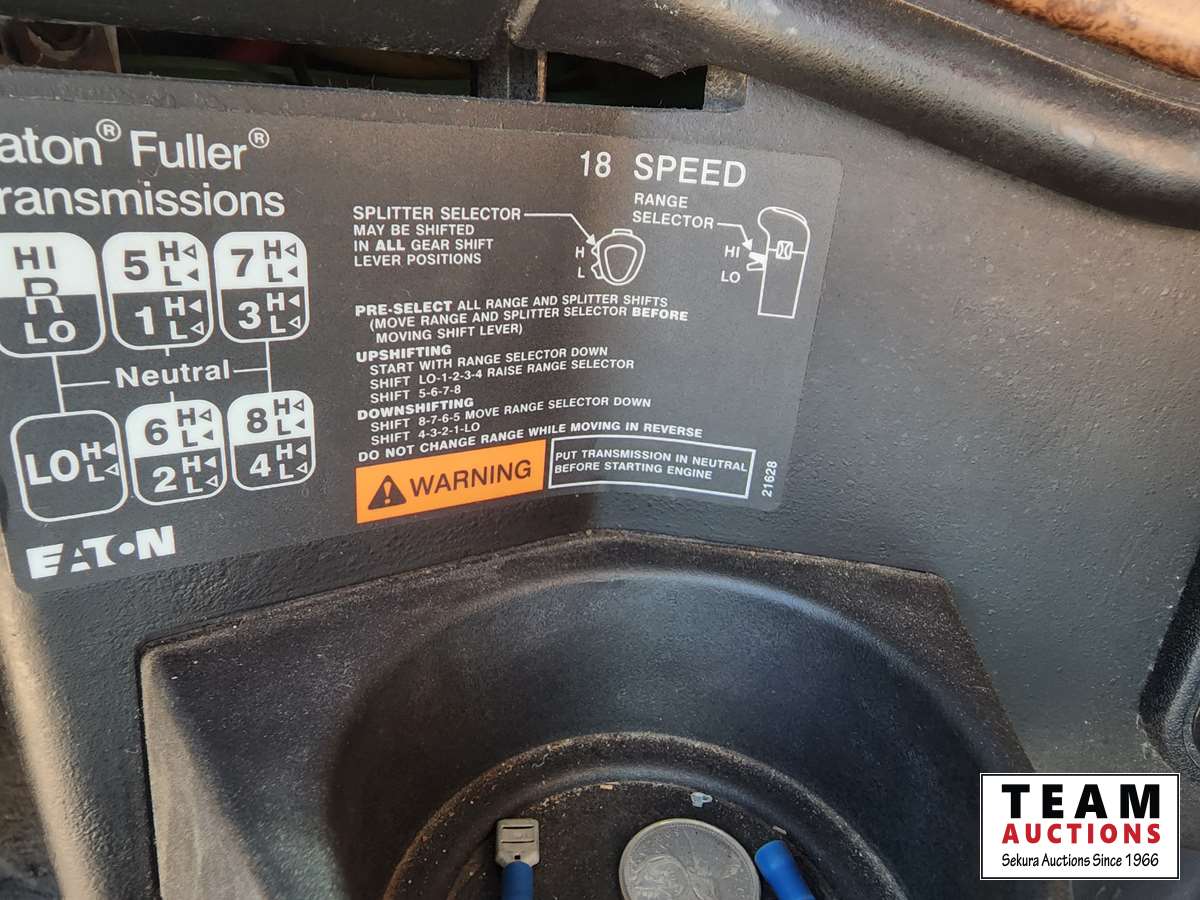 aton® Fuller®
ransmissions
18 SPEED
SPLITTER SELECTOR
MAY BE SHIFTED
IN ALL GEAR SHIFT
LEVER POSITIONS
H
L
RANGE
SELECTOR
HI
LO
HI
R
LO
5 H L
1 H L
7 H L
3 H L
Neutral
LO H L
6 H L
2 H L
8 H L
4 H L
PRE-SELECT ALL RANGE AND SPLITTER SHIFTS
(MOVE RANGE AND SPLITTER SELECTOR BEFORE
MOVING SHIFT LEVER)
UPSHIFTING
START WITH RANGE SELECTOR DOWN
SHIFT LO-1-2-3-4 RAISE RANGE SELECTOR
SHIFT 5-6-7-8
DOWNSHIFTING
SHIFT 8-7-6-5 MOVE RANGE SELECTOR DOWN
SHIFT 4-3-2-1-LO
DO NOT CHANGE RANGE WHILE MOVING IN REVERSE
WARNING
PUT TRANSMISSION IN NEUTRAL
BEFORE STARTING ENGINE
21628
EATON
TEAM
AUCTIONS
Sekura Auctions Since 1966